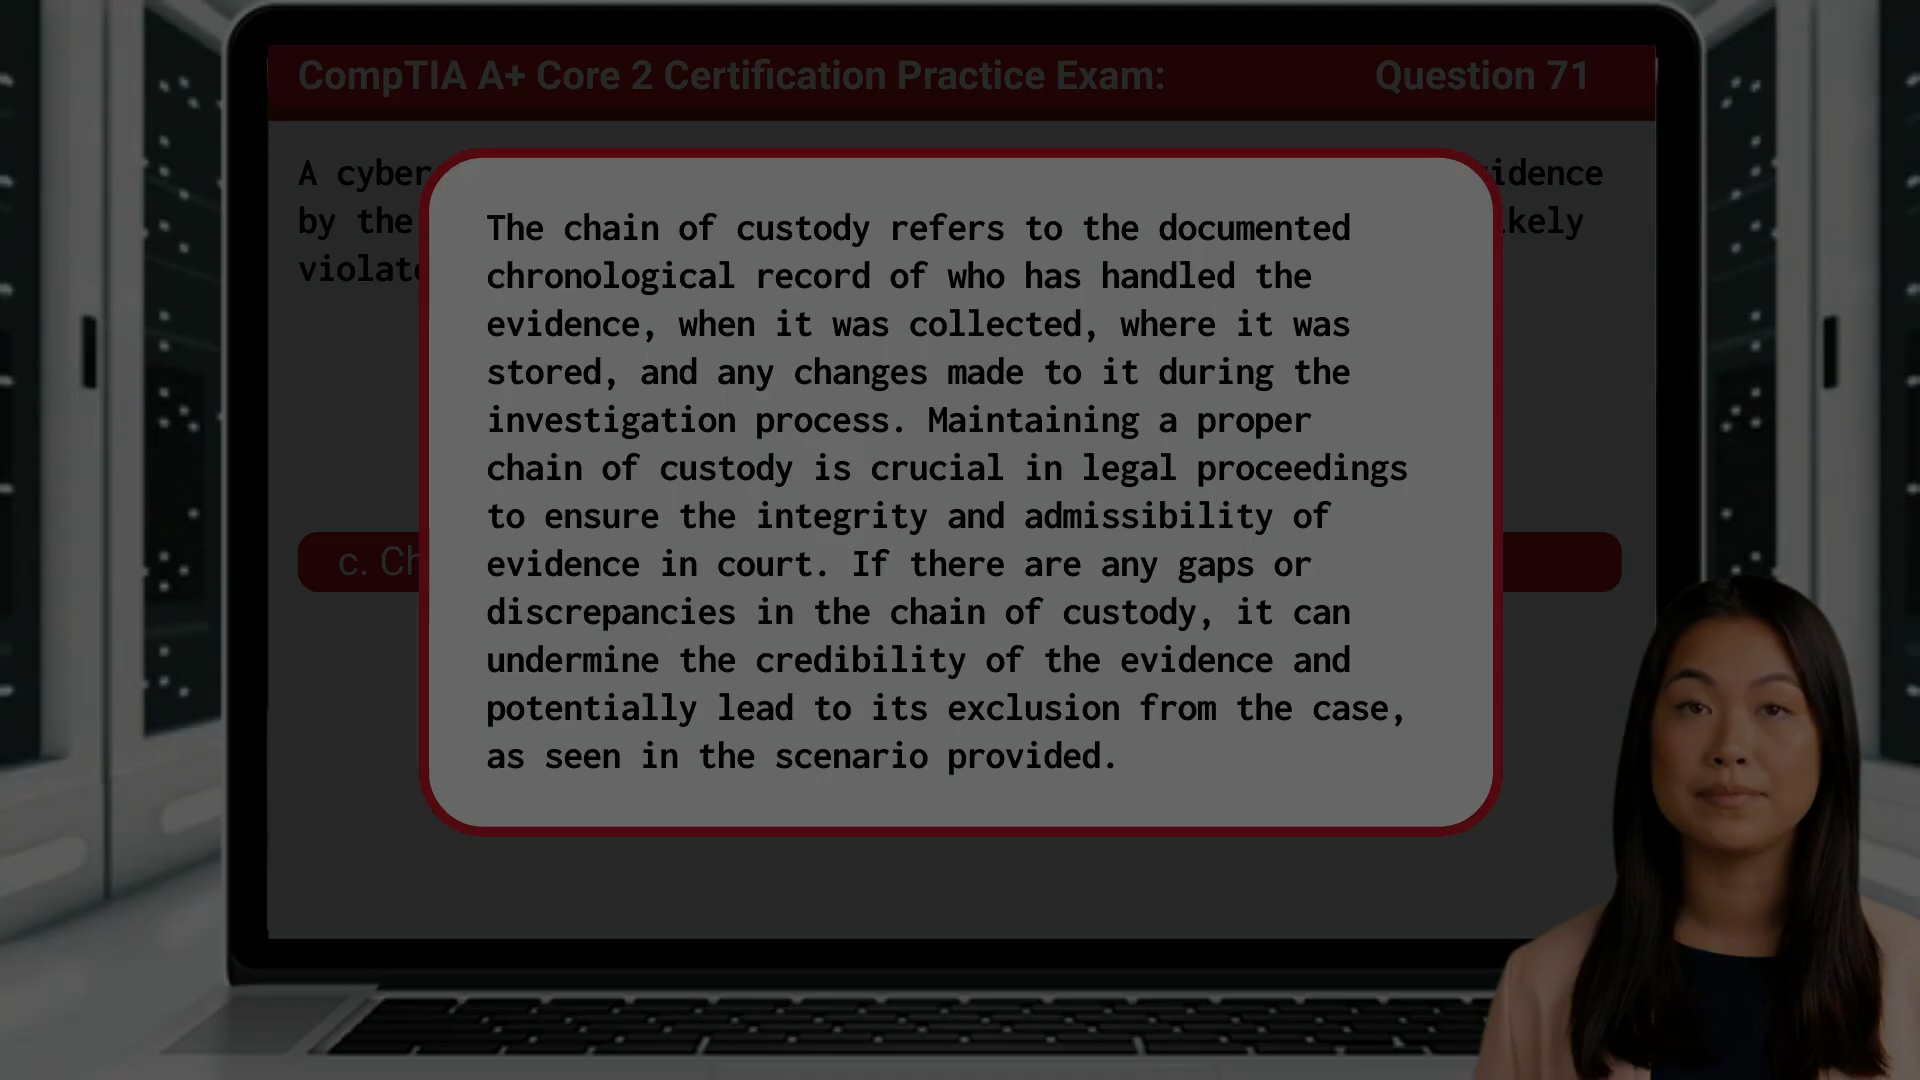 CompTIA A+ Core 2 Certification Practice Exam: Question 71
A cyber idence
by the kely
violate
The chain of custody refers to the documented
chronological record of who has handled the
evidence, when it was collected, where it was
stored, and any changes made to it during the
investigation process. Maintaining a proper
chain of custody is crucial in legal proceedings
to ensure the integrity and admissibility of
evidence in court. If there are any gaps or
discrepancies in the chain of custody, it can
undermine the credibility of the evidence and
potentially lead to its exclusion from the case,
as seen in the scenario provided.
c. Ch